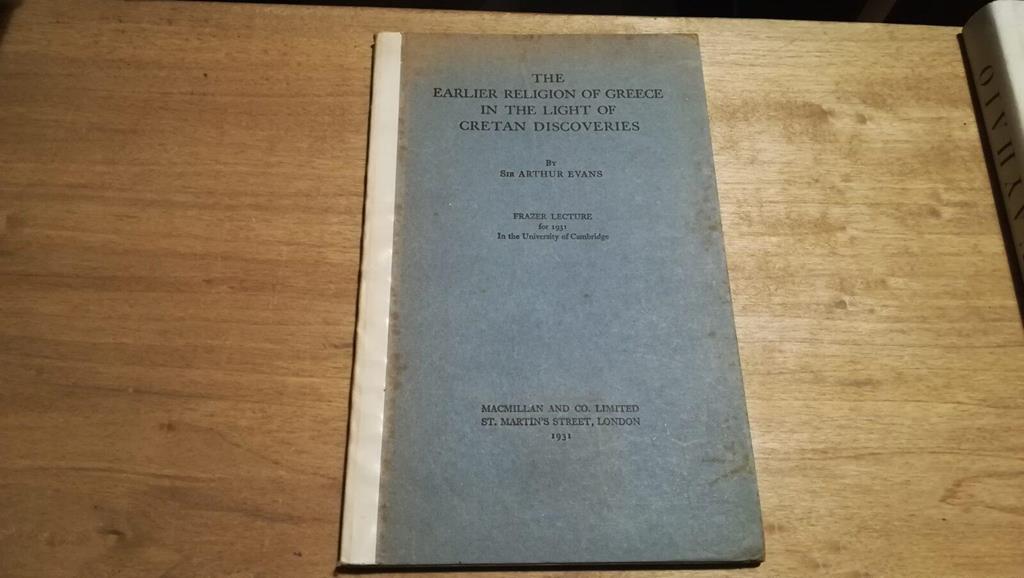 THE
EARLIER RELIGION OF GREECE
IN THE LIGHT OF
CRETAN DISCOVERIES
By
Sir ARTHUR EVANS
FRAZER LECTURE
for 1931
In the University of Cambridge
MACMILLAN AND CO. LIMITED
ST. MARTIN'S STREET, LONDON
1931